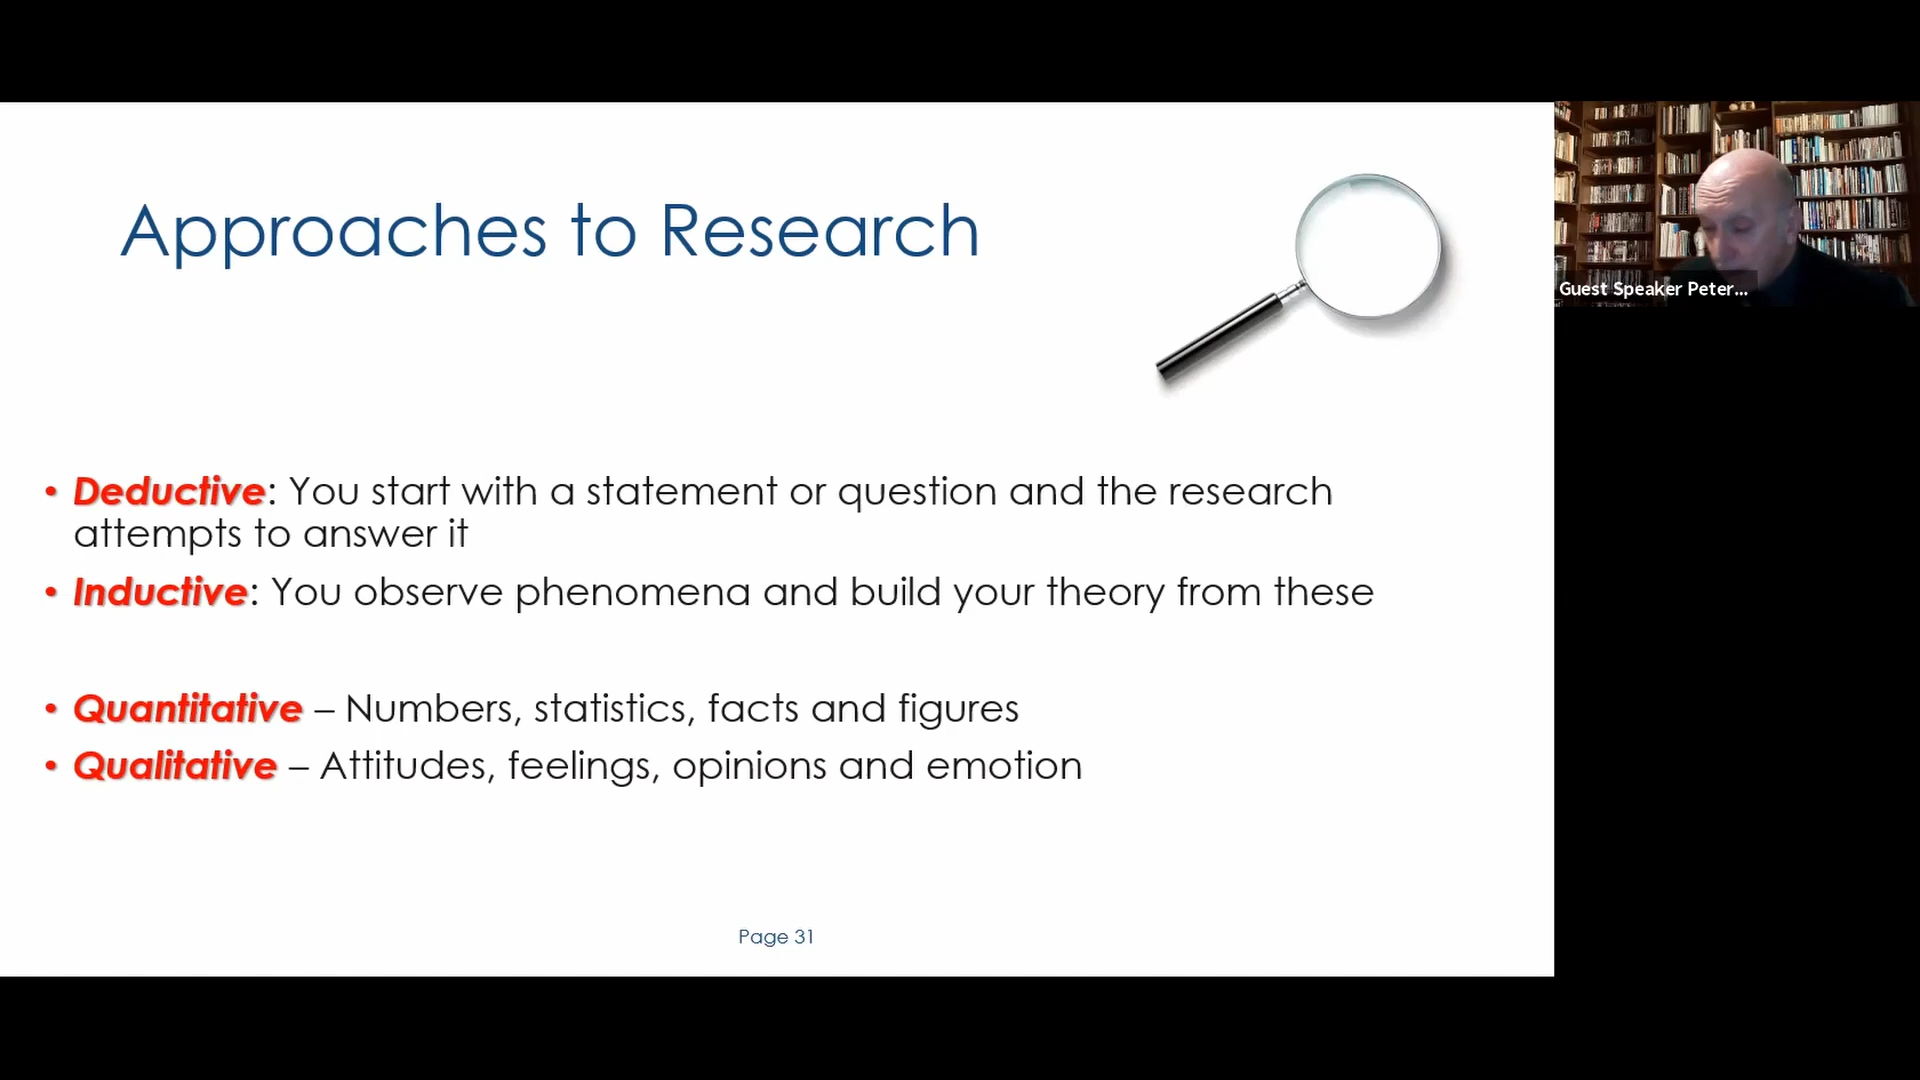 Approaches to Research
Guest Speaker Peter...
• Deductive: You start with a statement or question and the research
attempts to answer it
• Inductive: You observe phenomena and build your theory from these
• Quantitative – Numbers, statistics, facts and figures
• Qualitative – Attitudes, feelings, opinions and emotion
Page 31